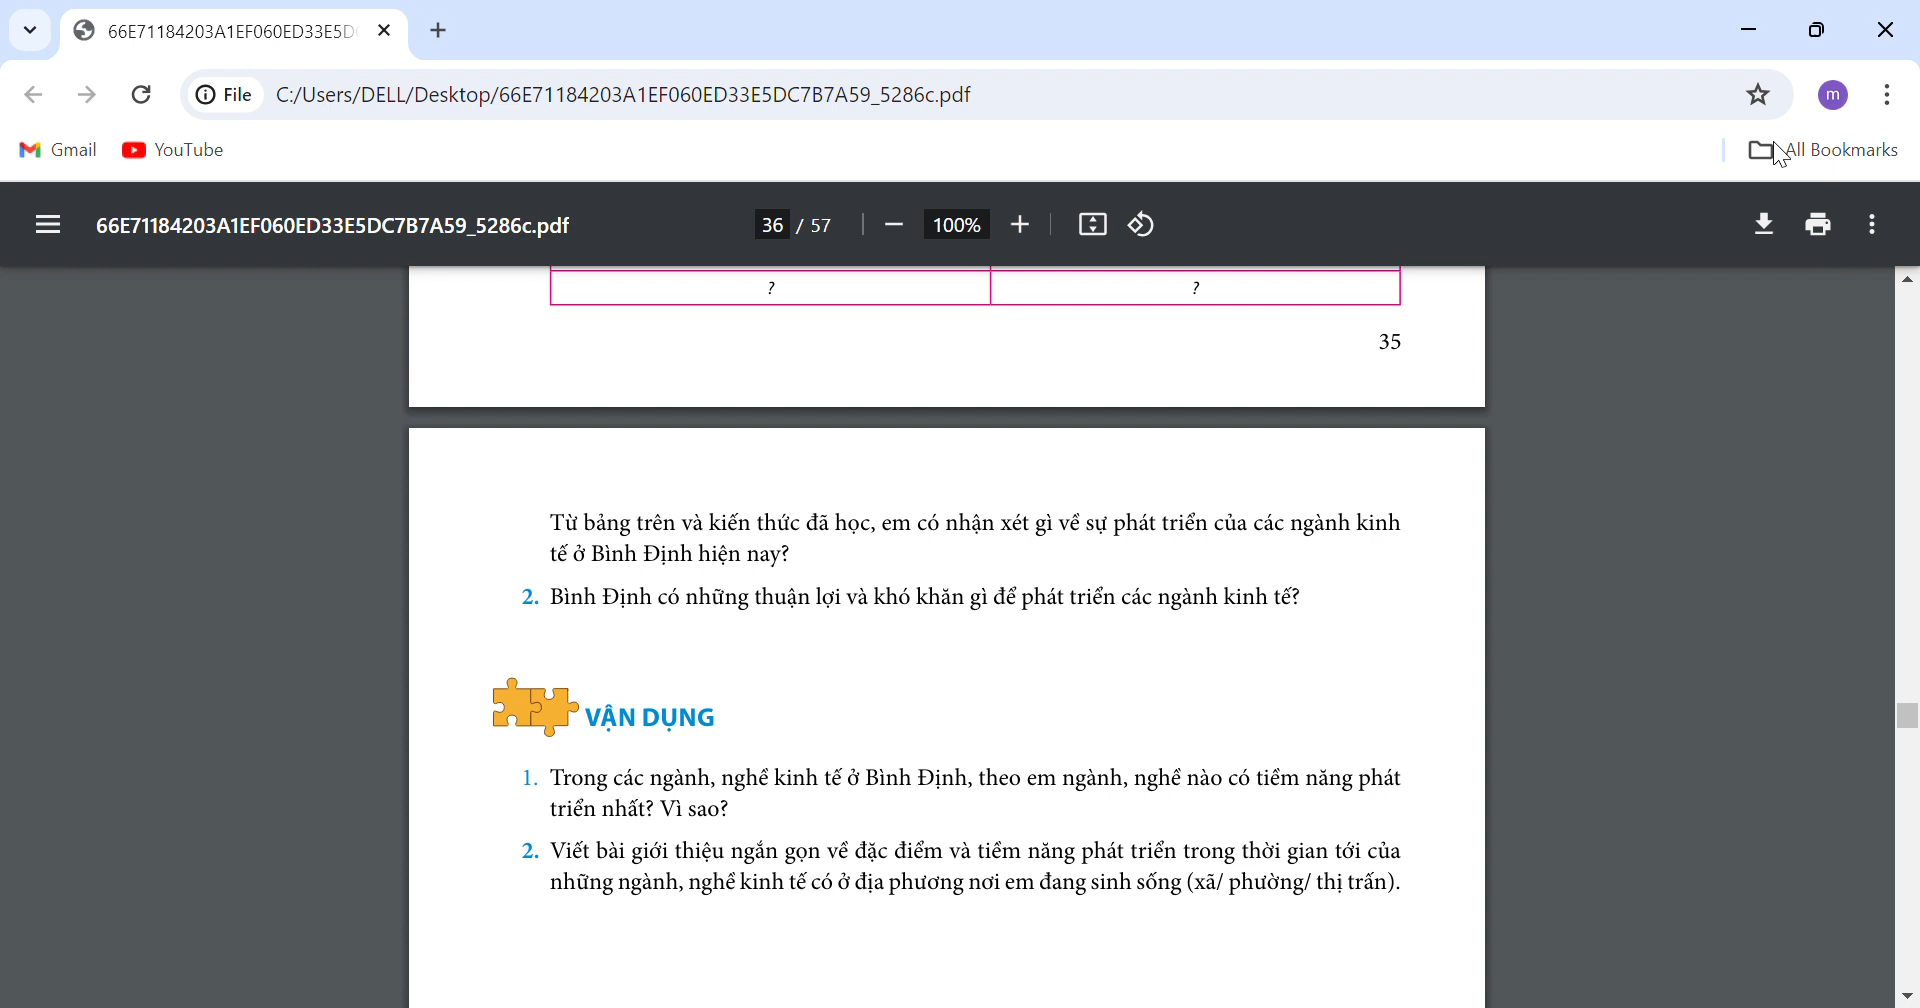 66E71184203A1EF060ED33E5D
File
C:/Users/DELL/Desktop/66E71184203A1EF060ED33E5DC7B7A59_5286c.pdf
m
Gmail
YouTube
All Bookmarks
66E71184203A1EF060ED33E5DC7B7A59_5286c.pdf
36 / 57
100%
? ?
35
Từ bảng trên và kiến thức đã học, em có nhận xét gì về sự phát triển của các ngành kinh
tế ở Bình Định hiện nay?
2. Bình Định có những thuận lợi và khó khăn gì để phát triển các ngành kinh tế?
VẬN DỤNG
1. Trong các ngành, nghề kinh tế ở Bình Định, theo em ngành, nghề nào có tiềm năng phát
triển nhất? Vì sao?
2. Viết bài giới thiệu ngắn gọn về đặc điểm và tiềm năng phát triển trong thời gian tới của
những ngành, nghề kinh tế có ở địa phương nơi em đang sinh sống (xã/ phường/ thị trấn).